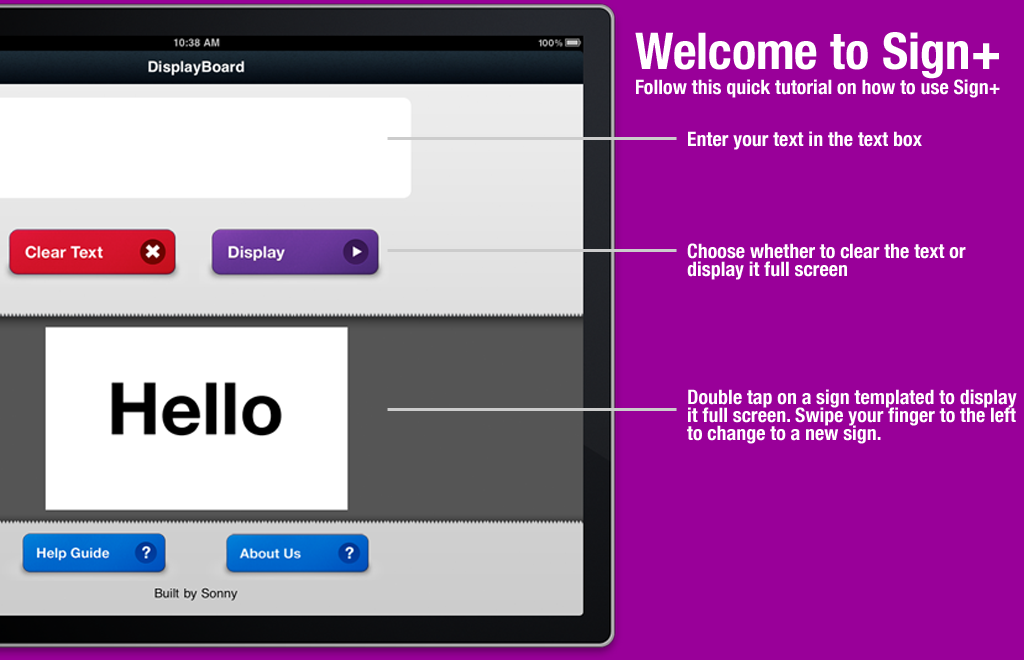 10:38 AM
100%
DisplayBoard
Welcome to Sign+
Follow this quick tutorial on how to use Sign+
Enter your text in the text box
Clear Text
Display
Choose whether to clear the text or
display it full screen
Hello
Double tap on a sign templated to display
it full screen. Swipe your finger to the left
to change to a new sign.
Help Guide ?
About Us ?
Built by Sonny